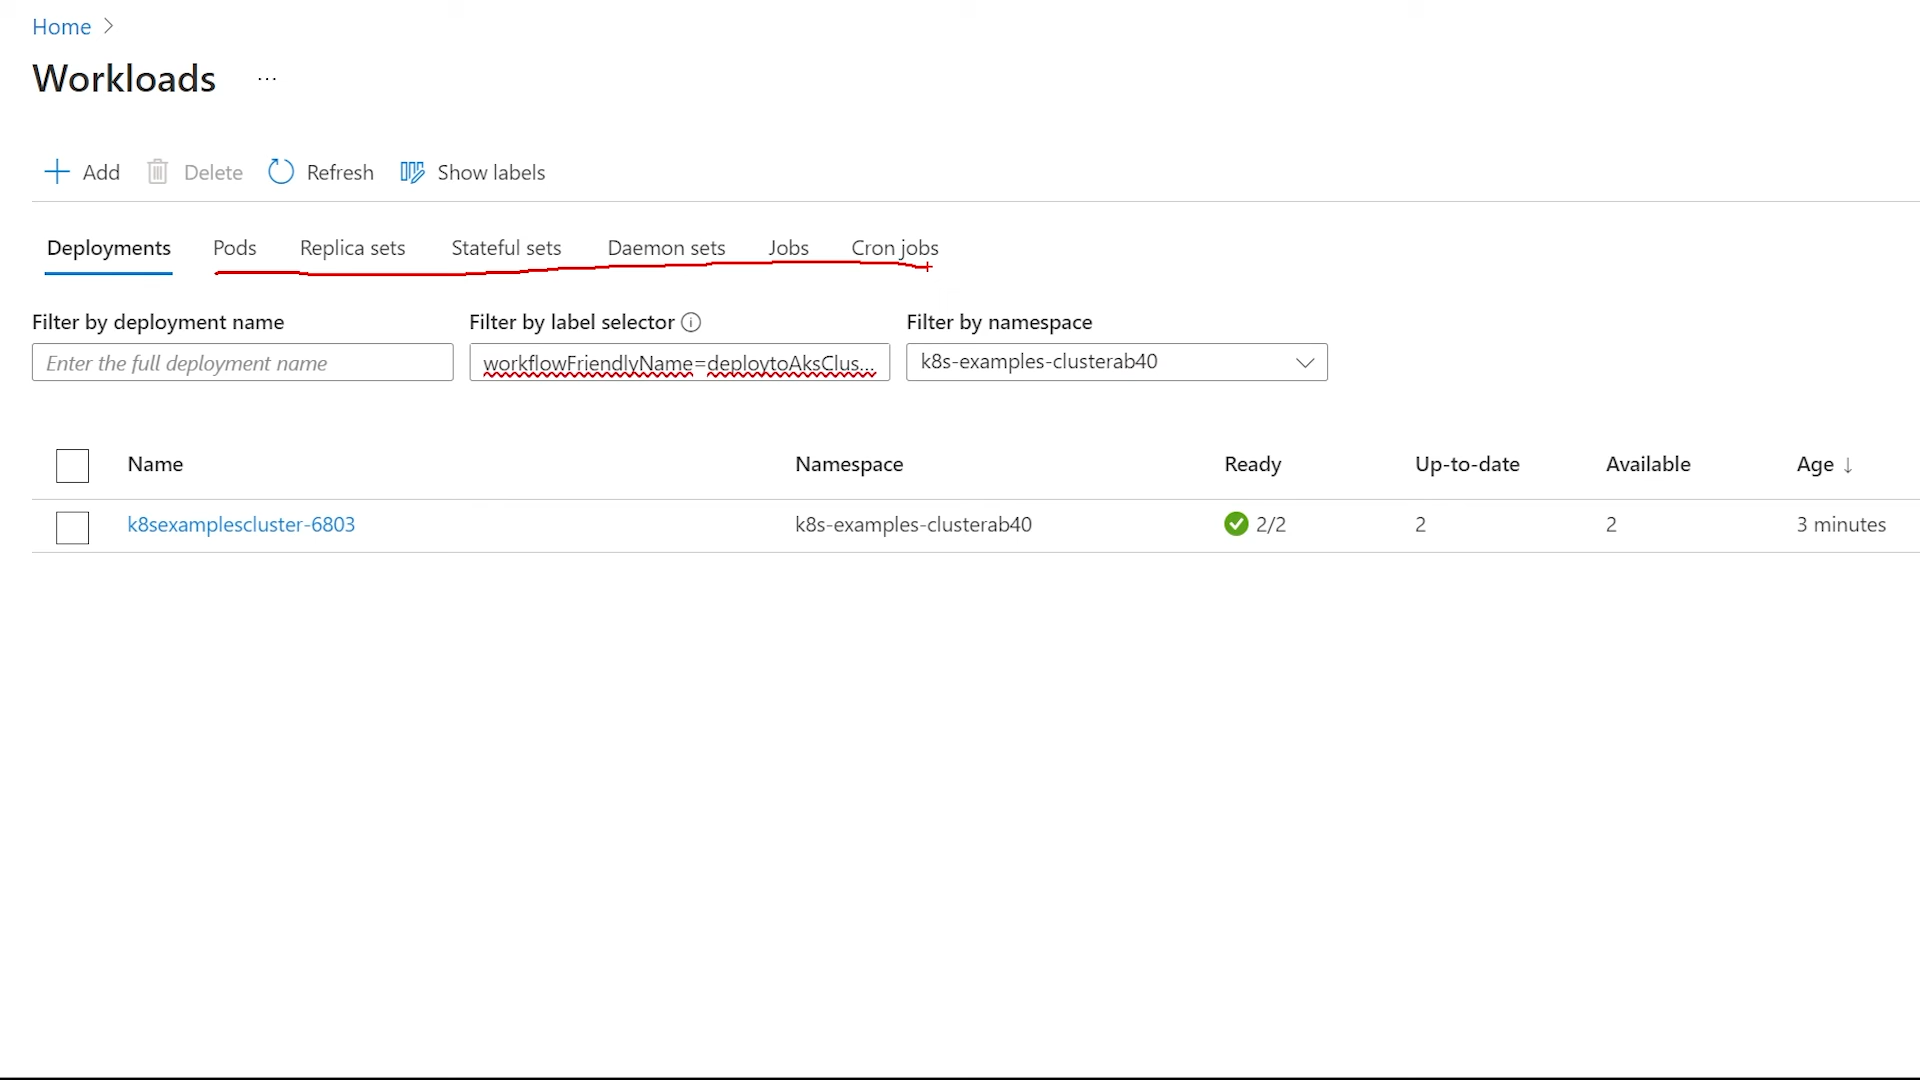 Home
Workloads ...
Add Delete Refresh Show labels
Deployments Pods Replica sets Stateful sets Daemon sets Jobs Cron jobs
Filter by deployment name Filter by label selector Filter by namespace
Enter the full deployment name workflowFriendlyName=deploytoAksClus... k8s-examples-clusterab40
Name Namespace Ready Up-to-date Available Age ↓
k8sexamplescluster-6803 k8s-examples-clusterab40 2/2 2 2 3 minutes